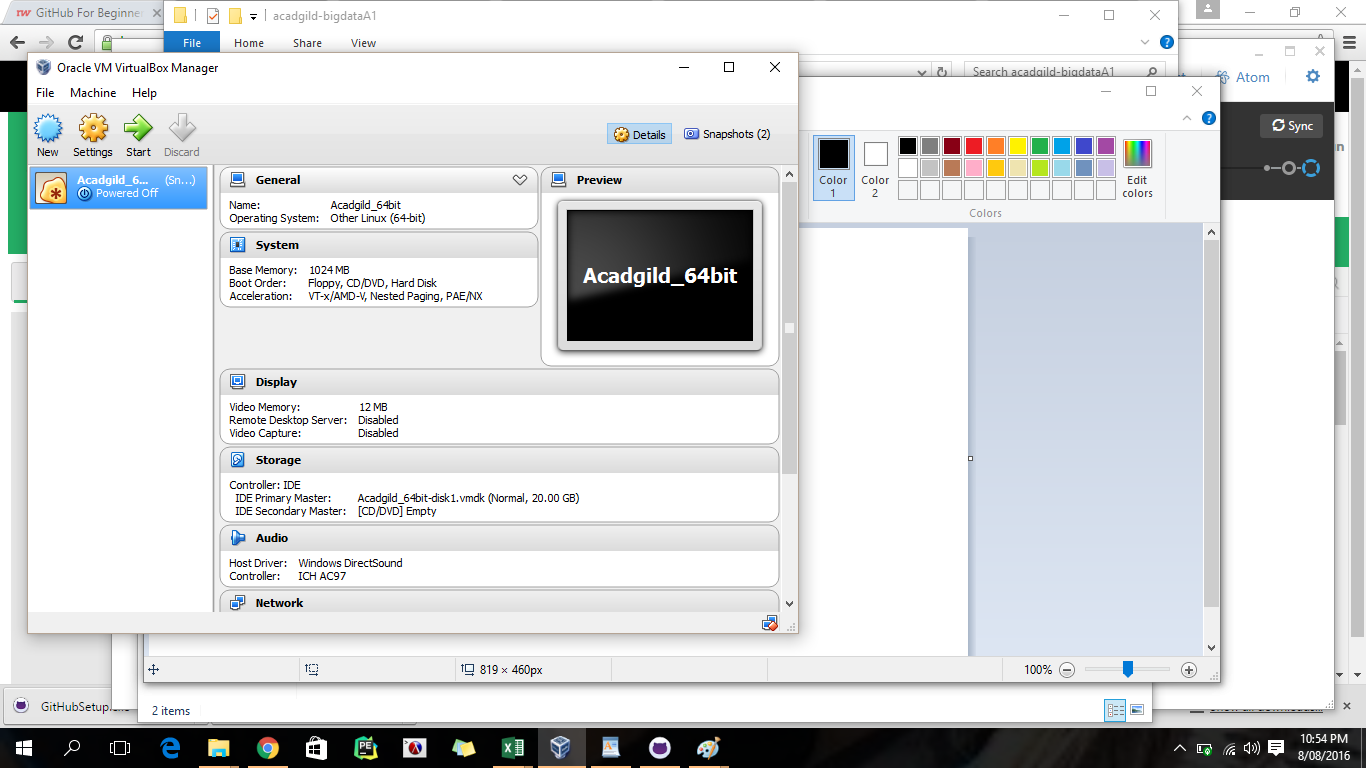 GitHub For Beginner
acadgild-bigdataA1
File Home Share View
Search acadgild-bigdataA1
Atom
Sync
Oracle VM VirtualBox Manager
File Machine Help
New Settings Start Discard
Details Snapshots (2)
Acadgild_6... (Sn...)
Powered Off
General
Name: Acadgild_64bit
Operating System: Other Linux (64-bit)
System
Base Memory: 1024 MB
Boot Order: Floppy, CD/DVD, Hard Disk
Acceleration: VT-x/AMD-V, Nested Paging, PAE/NX
Preview
Acadgild_64bit
Display
Video Memory: 12 MB
Remote Desktop Server: Disabled
Video Capture: Disabled
Storage
Controller: IDE
IDE Primary Master: Acadgild_64bit-disk1.vmdk (Normal, 20.00 GB)
IDE Secondary Master: [CD/DVD] Empty
Audio
Host Driver: Windows DirectSound
Controller: ICH AC97
Network
Color 1
Color 2
Edit colors
Colors
819 × 460px
100%
GitHubSetup.exe
2 items
10:54 PM
8/08/2016